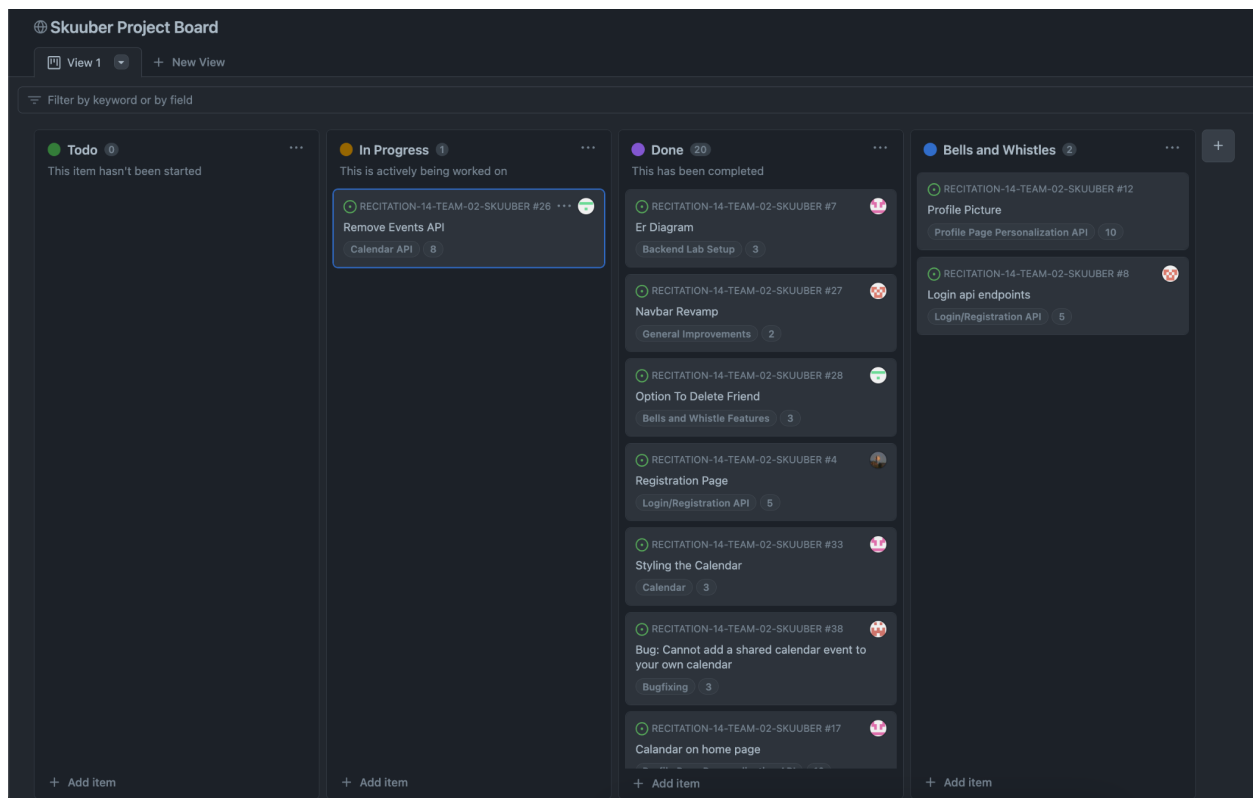 Skuuber Project Board
View 1
New View
Filter by keyword or by field
Todo 0
This item hasn't been started
Add item
In Progress 1
This is actively being worked on
RECITATION-14-TEAM-02-SKUUBER #26
Remove Events API
Calendar API 8
Add item
Done 20
This has been completed
RECITATION-14-TEAM-02-SKUUBER #7
Er Diagram
Backend Lab Setup 3
RECITATION-14-TEAM-02-SKUUBER #27
Navbar Revamp
General Improvements 2
RECITATION-14-TEAM-02-SKUUBER #28
Option To Delete Friend
Bells and Whistle Features 3
RECITATION-14-TEAM-02-SKUUBER #4
Registration Page
Login/Registration API 5
RECITATION-14-TEAM-02-SKUUBER #33
Styling the Calendar
Calendar 3
RECITATION-14-TEAM-02-SKUUBER #38
Bug: Cannot add a shared calendar event to
your own calendar
Bugfixing 3
RECITATION-14-TEAM-02-SKUUBER #17
Calandar on home page
Add item
Bells and Whistles 2
RECITATION-14-TEAM-02-SKUUBER #12
Profile Picture
Profile Page Personalization API 10
RECITATION-14-TEAM-02-SKUUBER #8
Login api endpoints
Login/Registration API 5
Add item